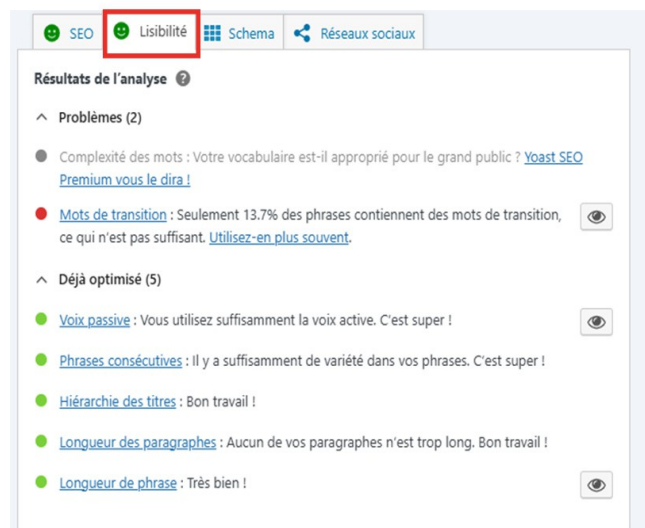 SEO
Lisibilité
Schema
Réseaux sociaux
Résultats de l'analyse ?
Problèmes (2)
Complexité des mots : Votre vocabulaire est-il approprié pour le grand public ? Yoast SEO
Premium vous le dira !
Mots de transition : Seulement 13.7% des phrases contiennent des mots de transition,
ce qui n'est pas suffisant. Utilisez-en plus souvent.
Déjà optimisé (5)
Voix passive : Vous utilisez suffisamment la voix active. C'est super !
Phrases consécutives : Il y a suffisamment de variété dans vos phrases. C'est super !
Hiérarchie des titres : Bon travail !
Longueur des paragraphes : Aucun de vos paragraphes n'est trop long. Bon travail !
Longueur de phrase : Très bien !